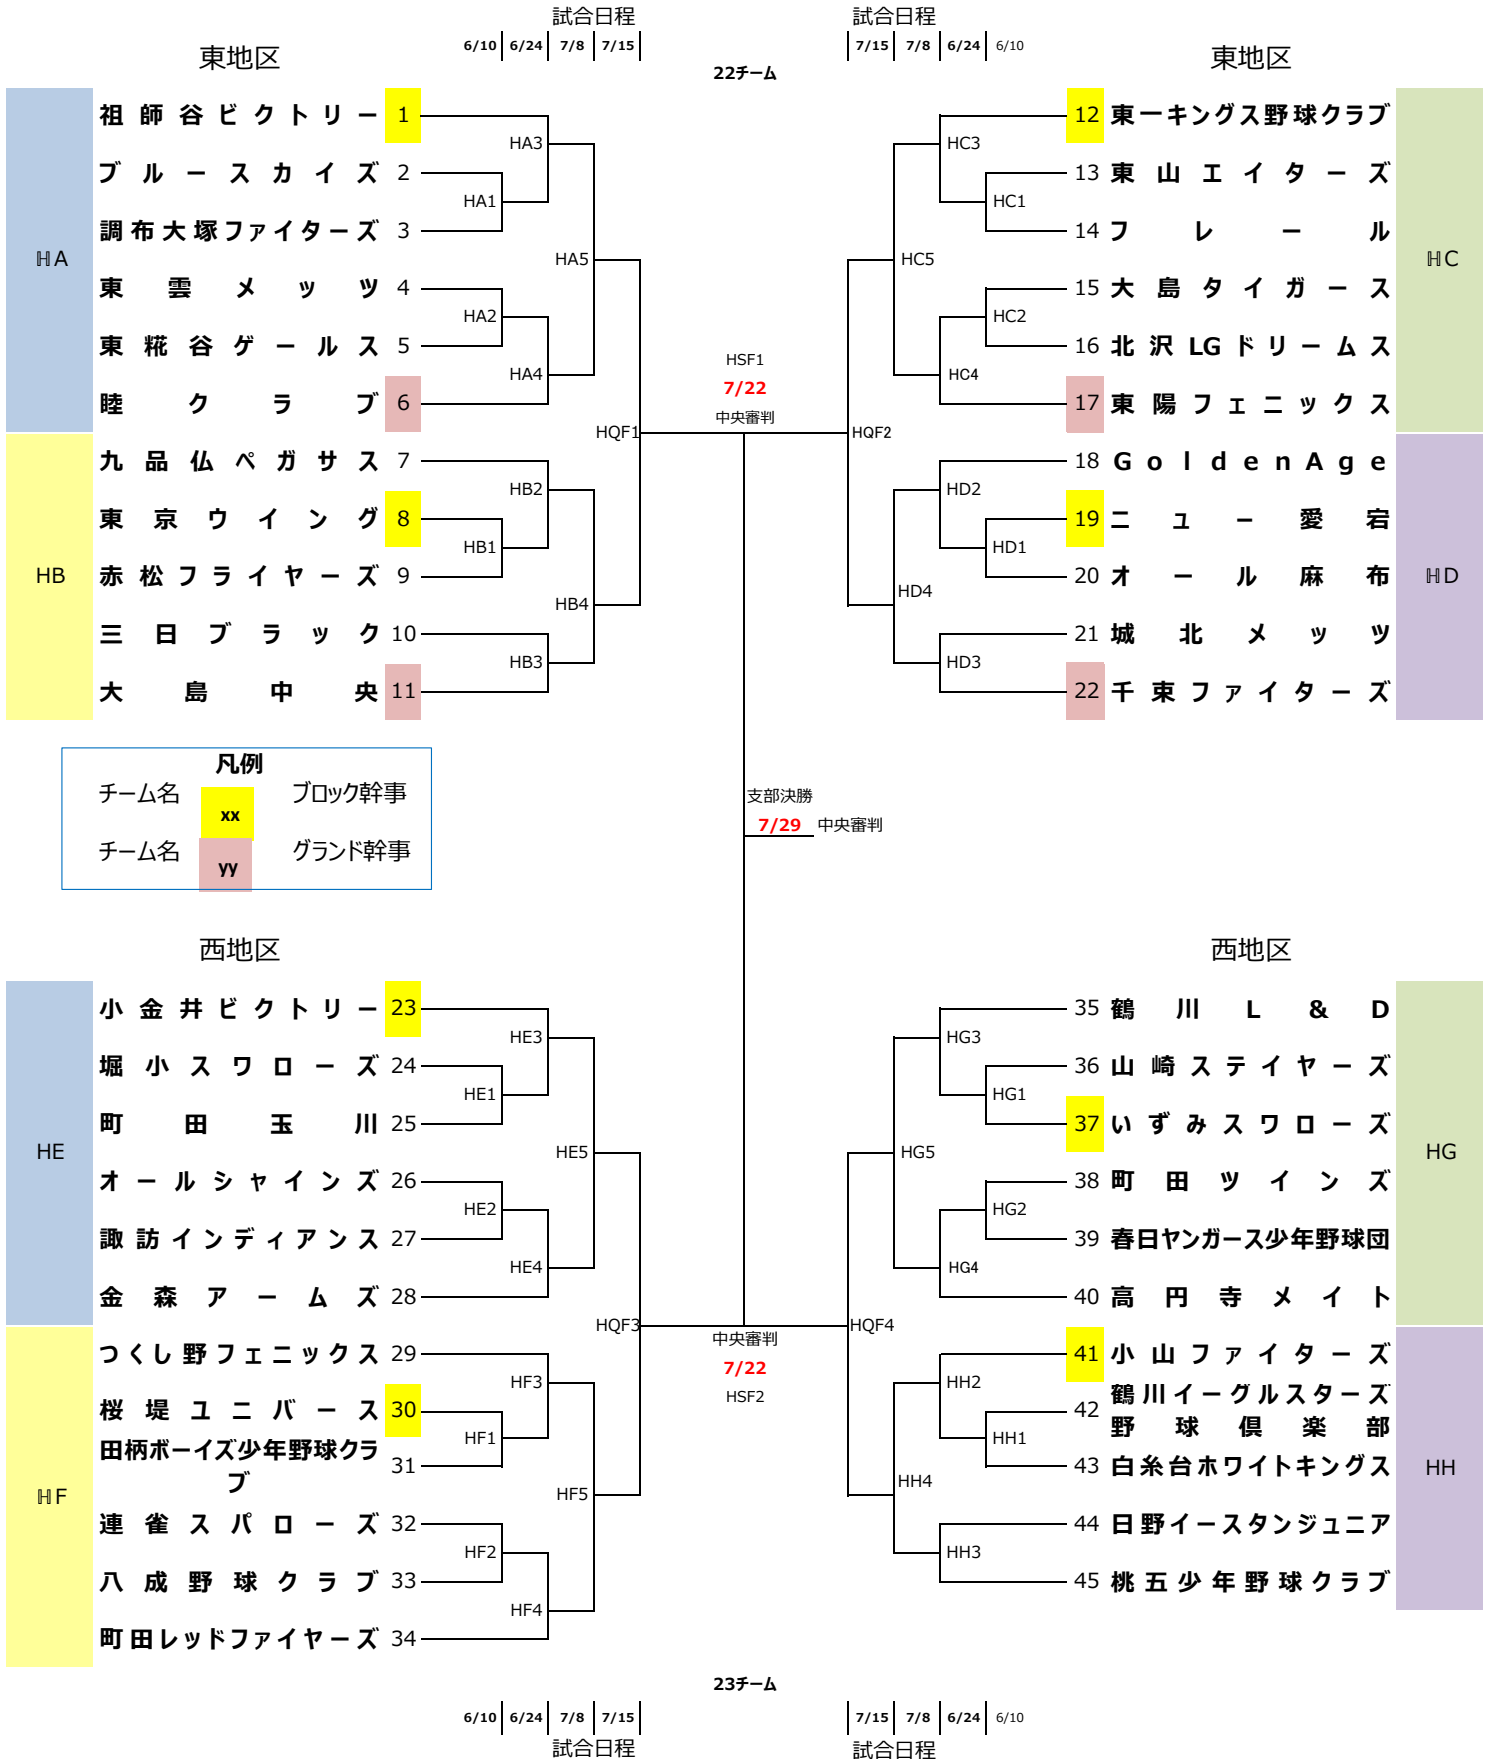 試合日程
6/10 6/24 7/8 7/15
東地区
22チーム
試合日程
7/15 7/8 6/24 6/10
東地区
HA
祖師谷ビクトリー 1
ブルースカイズ 2
調布大塚ファイターズ 3
東雲メッツ 4
東糀谷ゲールス 5
睦クラブ 6
HA3
HA1
HA5
HA2
HA4
HQF1
HB
九品仏ペガサス 7
東京ウイング 8
赤松フライヤーズ 9
三日ブラック 10
大島中央 11
HB2
HB1
HB4
HB3
HSF1
7/22
中央審判
12 東一キングス野球クラブ
13 東山エイターズ
14 フレール
15 大島タイガース
16 北沢LGドリームス
17 東陽フェニックス
HC
HC3
HC1
HC5
HC2
HC4
HQF2
18 GoldenAge
19 ニュー愛宕
20 オール麻布
21 城北メッツ
22 千束ファイターズ
HD
HD2
HD1
HD4
HD3
凡例
チーム名 xx ブロック幹事
チーム名 yy グランド幹事
支部決勝
7/29 中央審判
西地区
西地区
HE
小金井ビクトリー 23
堀小スワローズ 24
町田玉川 25
オールシャインズ 26
諏訪インディアンス 27
金森アームズ 28
HE3
HE1
HE5
HE2
HE4
HQF3
HF
つくし野フェニックス 29
桜堤ユニバース 30
田柄ボーイズ少年野球クラ
ブ 31
連雀スパローズ 32
八成野球クラブ 33
町田レッドファイヤーズ 34
HF3
HF1
HF5
HF2
HF4
中央審判
7/22
HSF2
35 鶴川L&D
36 山崎ステイヤーズ
37 いずみスワローズ
38 町田ツインズ
39 春日ヤンガース少年野球団
40 高円寺メイト
HG
HG3
HG1
HG5
HG2
HG4
HQF4
41 小山ファイターズ
42 鶴川イーグルスターズ
野球倶楽部
43 白糸台ホワイトキングス
44 日野イースタンジュニア
45 桃五少年野球クラブ
HH
HH2
HH1
HH4
HH3
23チーム
6/10 6/24 7/8 7/15
試合日程
7/15 7/8 6/24 6/10
試合日程